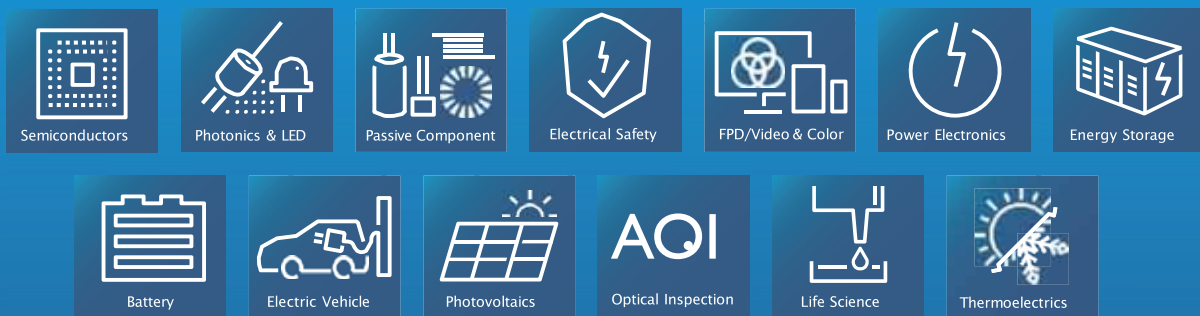 Semiconductors
Photonics & LED
Passive Component
Electrical Safety
FPD/Video & Color
Power Electronics
Energy Storage
Battery
Electric Vehicle
Photovoltaics
AQI
Optical Inspection
Life Science
Thermoelectrics